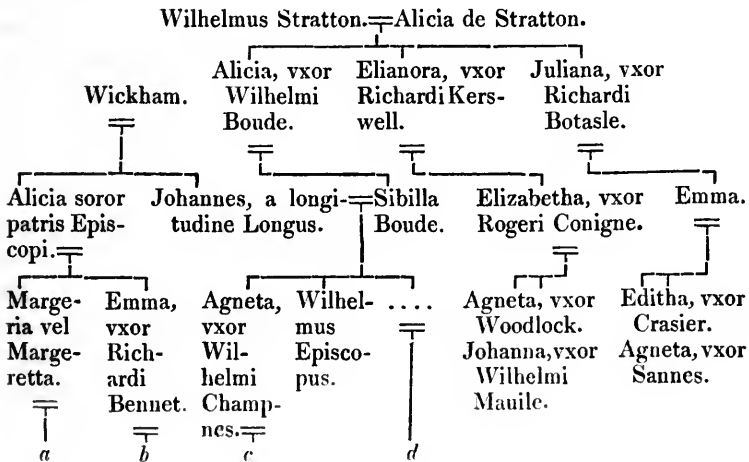 Wilhelmus Stratton. Alicia de Stratton.
Alicia, vxor
Wilhelmi
Boude.
Elianora, vxor
Richardi Kers-
well.
Juliana, vxor
Richardi
Botasle.
Wickham.
Alicia soror
patris Epis-
copi.
Johannes, a longi-
tudine Longus.
Sibilla
Boude.
Elizabetha, vxor
Rogeri Conigne.
Emma.
Marge-
ria vel
Marge-
retta.
Emma,
vxor
Rich-
ardi
Bennet.
Agneta,
vxor
Wil-
helmi
Champ-
nes.
Wilhel-
mus
Episco-
pus.
. . . .
Agneta, vxor
Woodlock.
Johanna, vxor
Wilhelmi
Mauile.
Editha, vxor
Crasier.
Agneta, vxor
Sannes.
a b c d